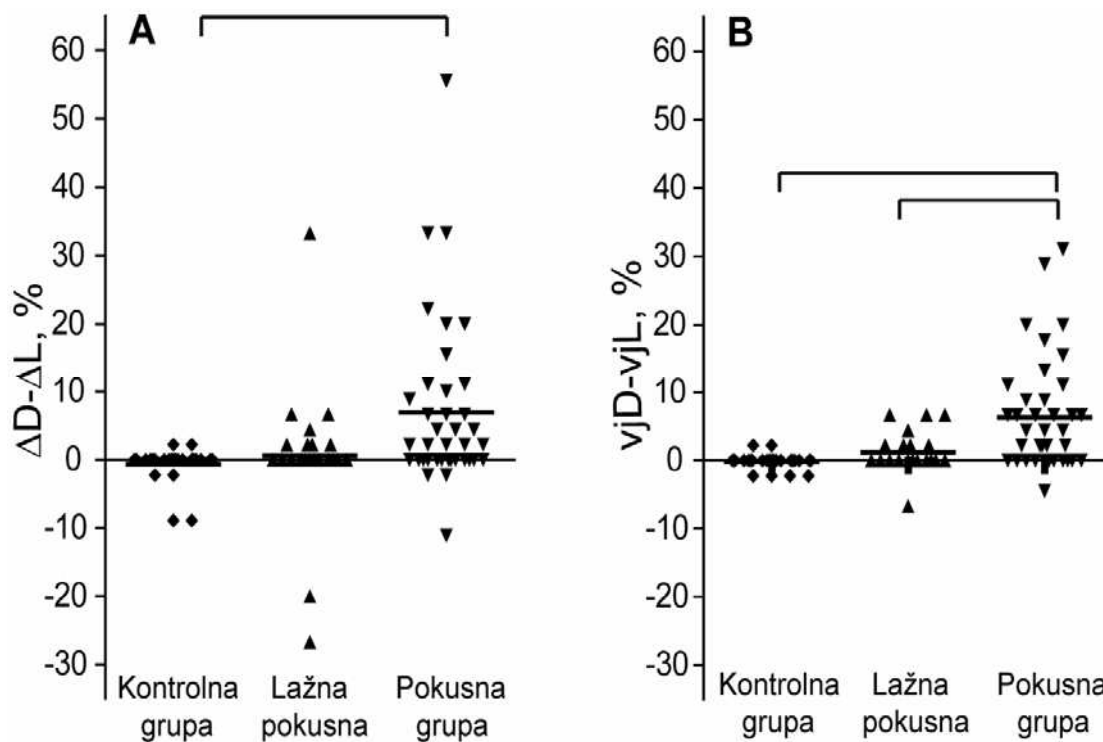 A
ΔD-ΔL, %
60
50
40
30
20
10
0
-10
-20
-30
Kontrolna
grupa
Lažna
pokusna
Pokusna
grupa
B
vjD-vjL, %
60
50
40
30
20
10
0
-10
-20
-30
Kontrolna
grupa
Lažna
pokusna
Pokusna
grupa